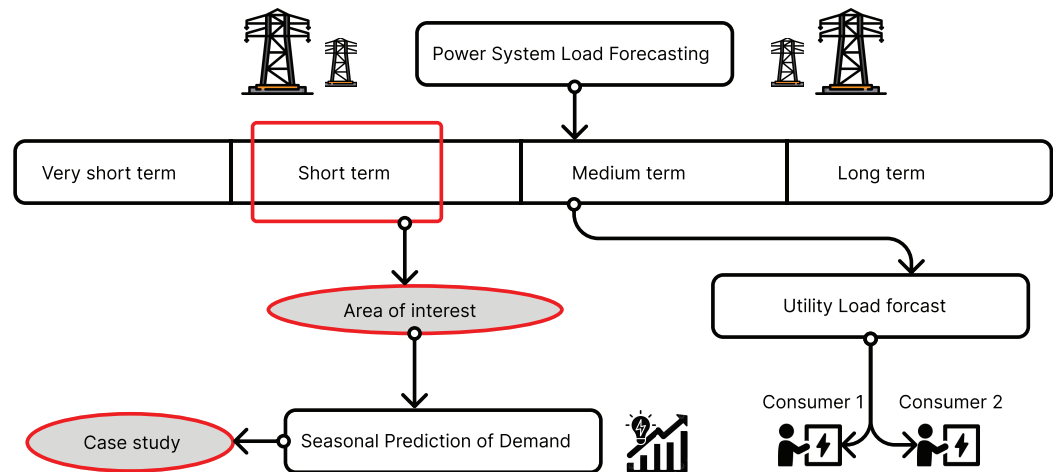 Power System Load Forecasting
Very short term
Short term
Medium term
Long term
Area of interest
Utility Load forcast
Consumer 1
Consumer 2
Case study
Seasonal Prediction of Demand